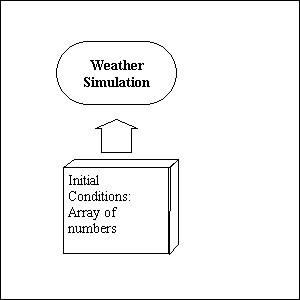 Weather
Simulation
Initial
Conditions:
Array of
numbers